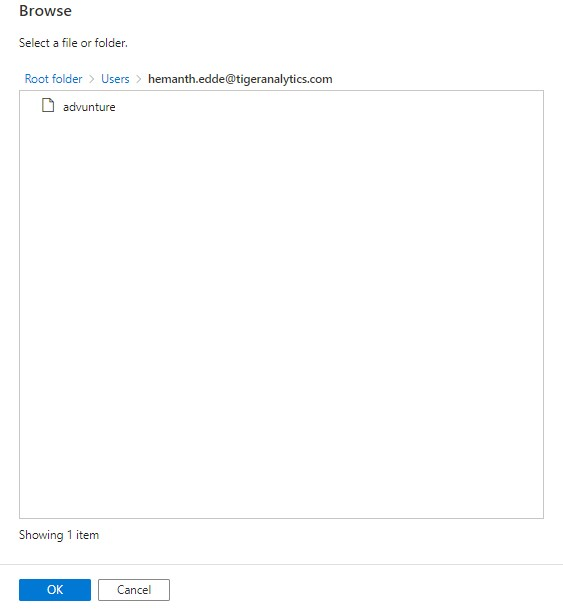 Browse
Select a file or folder.
Root folder > Users > hemanth.edde@tigeranalytics.com
advunture
Showing 1 item
OK Cancel